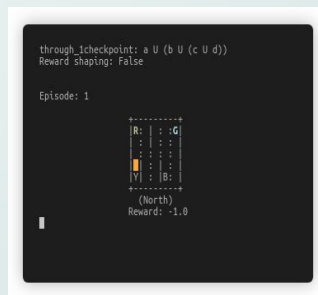 through_1checkpoint: a U (b U (c U d))
Reward shaping: False
Episode: 1
+---------+
|R: | : :G|
| : | : : |
| : : : : |
| | : | : |
|Y| : |B: |
+---------+
(North)
Reward: -1.0